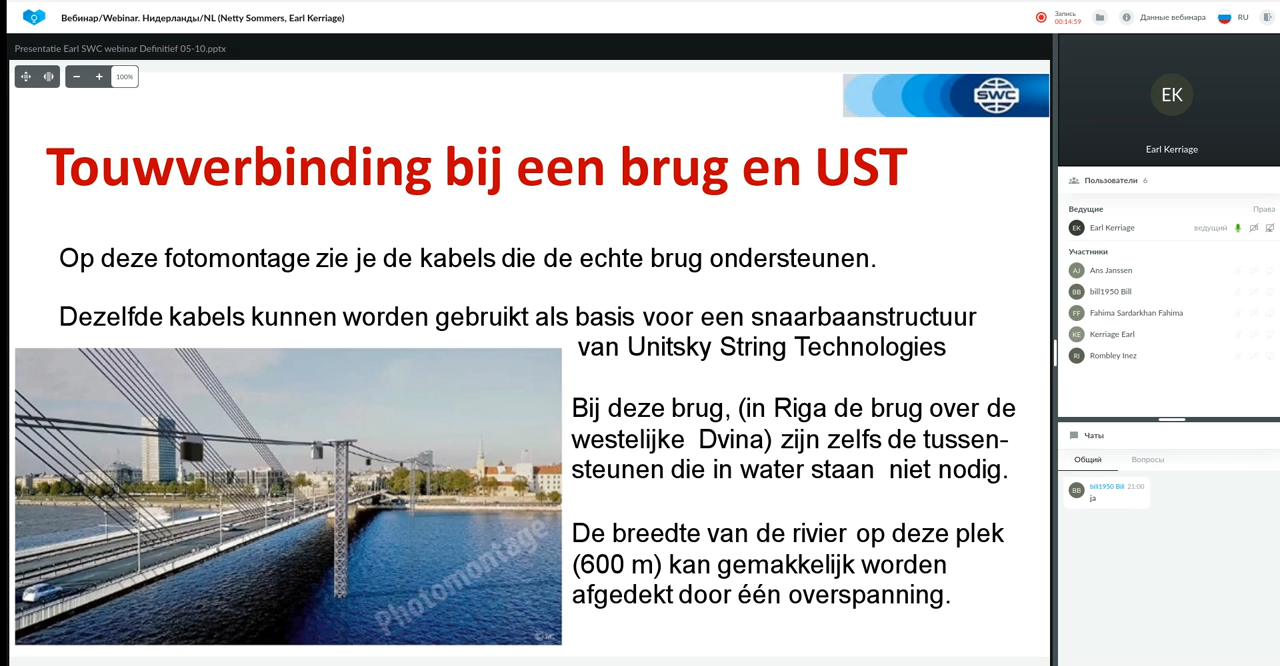 Вебинар/Webinar. Нидерланды/NL (Netty Sommers, Earl Kerriage)
Запись
00:14:59
Данные вебинара
RU
Presentatie Earl SWC webinar Definitief 05-10.pptx
100%
SWC
Touwverbinding bij een brug en UST
Op deze fotomontage zie je de kabels die de echte brug ondersteunen.
Dezelfde kabels kunnen worden gebruikt als basis voor een snaarbaanstructuur
van Unitsky String Technologies
Bij deze brug, (in Riga de brug over de
westelijke Dvina) zijn zelfs de tussen-
steunen die in water staan niet nodig.
De breedte van de rivier op deze plek
(600 m) kan gemakkelijk worden
afgedekt door één overspanning.
Photomontage
EK
Earl Kerriage
Пользователи 6
Ведущие Права
EK Earl Kerriage ведущий
Участники
AJ Ans Janssen
BB bill1950 Bill
FF Fahima Sardarkhan Fahima
KE Kerriage Earl
RI Rombley Inez
Чаты
Общий Вопросы
BB bill1950 Bill 21:00
ja